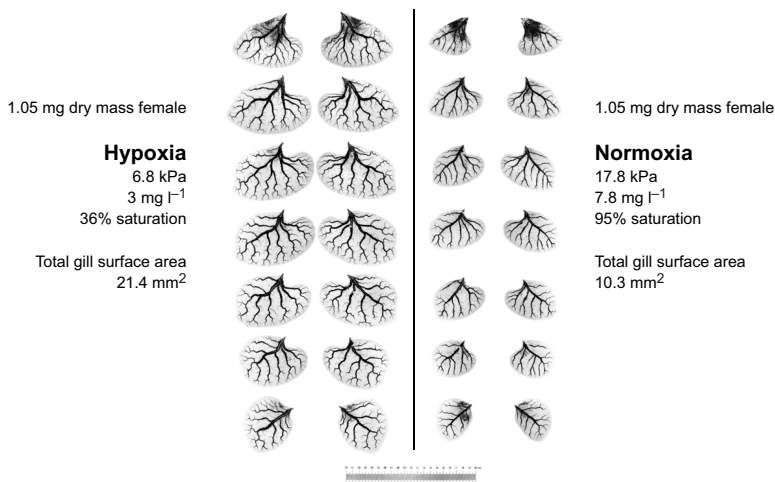 1.05 mg dry mass female
Hypoxia
6.8 kPa
3 mg l–1
36% saturation
Total gill surface area
21.4 mm2
1.05 mg dry mass female
Normoxia
17.8 kPa
7.8 mg l–1
95% saturation
Total gill surface area
10.3 mm2